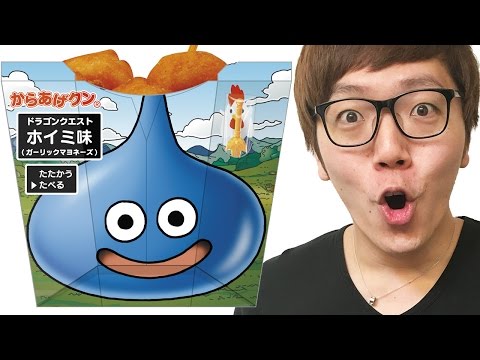 からあげクン®
ドラゴンクエスト
ホイミ味
(ガーリックマヨネーズ)
たたかう
▶たべる